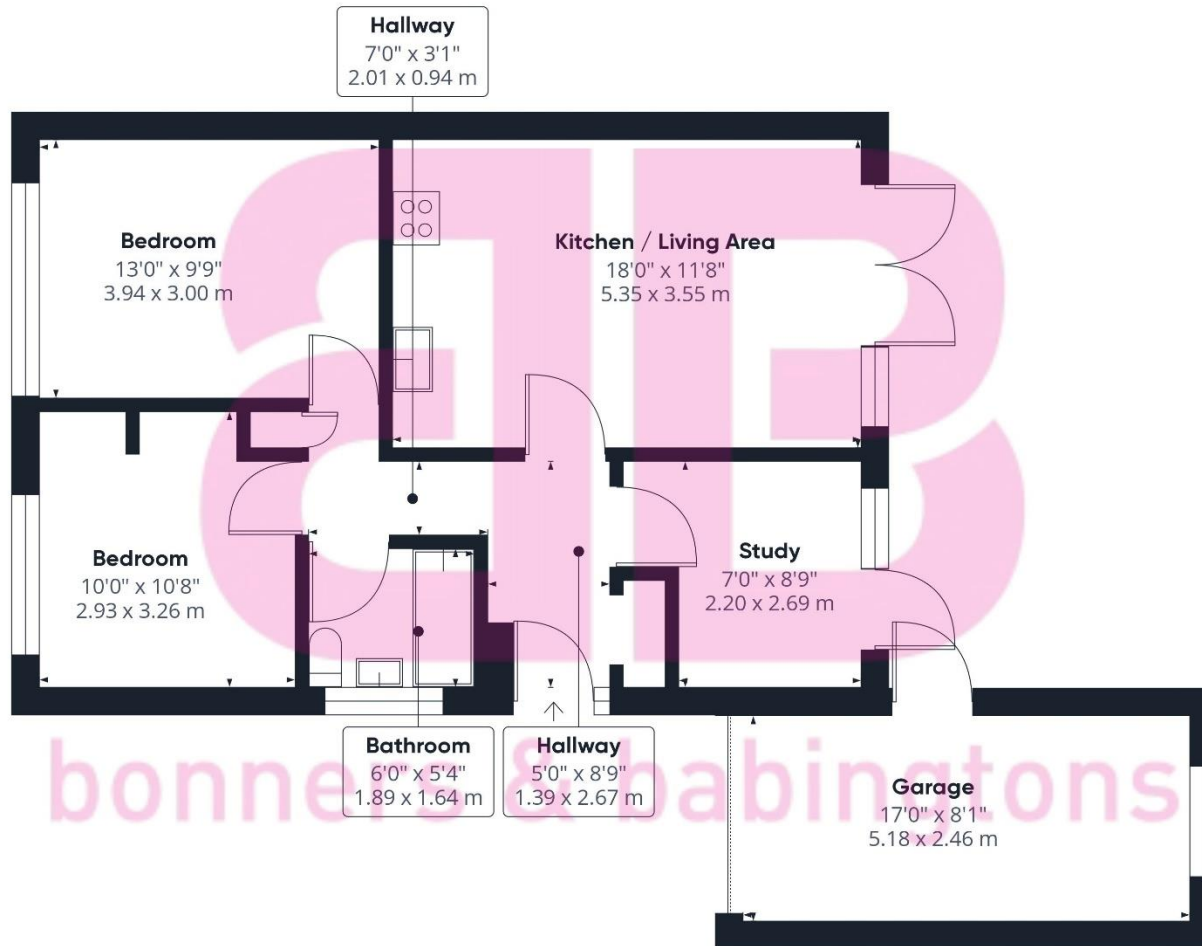 Hallway
7'0" x 3'1"
2.01 x 0.94 m
Bedroom
13'0" x 9'9"
3.94 x 3.00 m
Kitchen / Living Area
18'0" x 11'8"
5.35 x 3.55 m
Bedroom
10'0" x 10'8"
2.93 x 3.26 m
Study
7'0" x 8'9"
2.20 x 2.69 m
Bathroom
6'0" x 5'4"
1.89 x 1.64 m
Hallway
5'0" x 8'9"
1.39 x 2.67 m
Garage
17'0" x 8'1"
5.18 x 2.46 m
bonners & babingtons